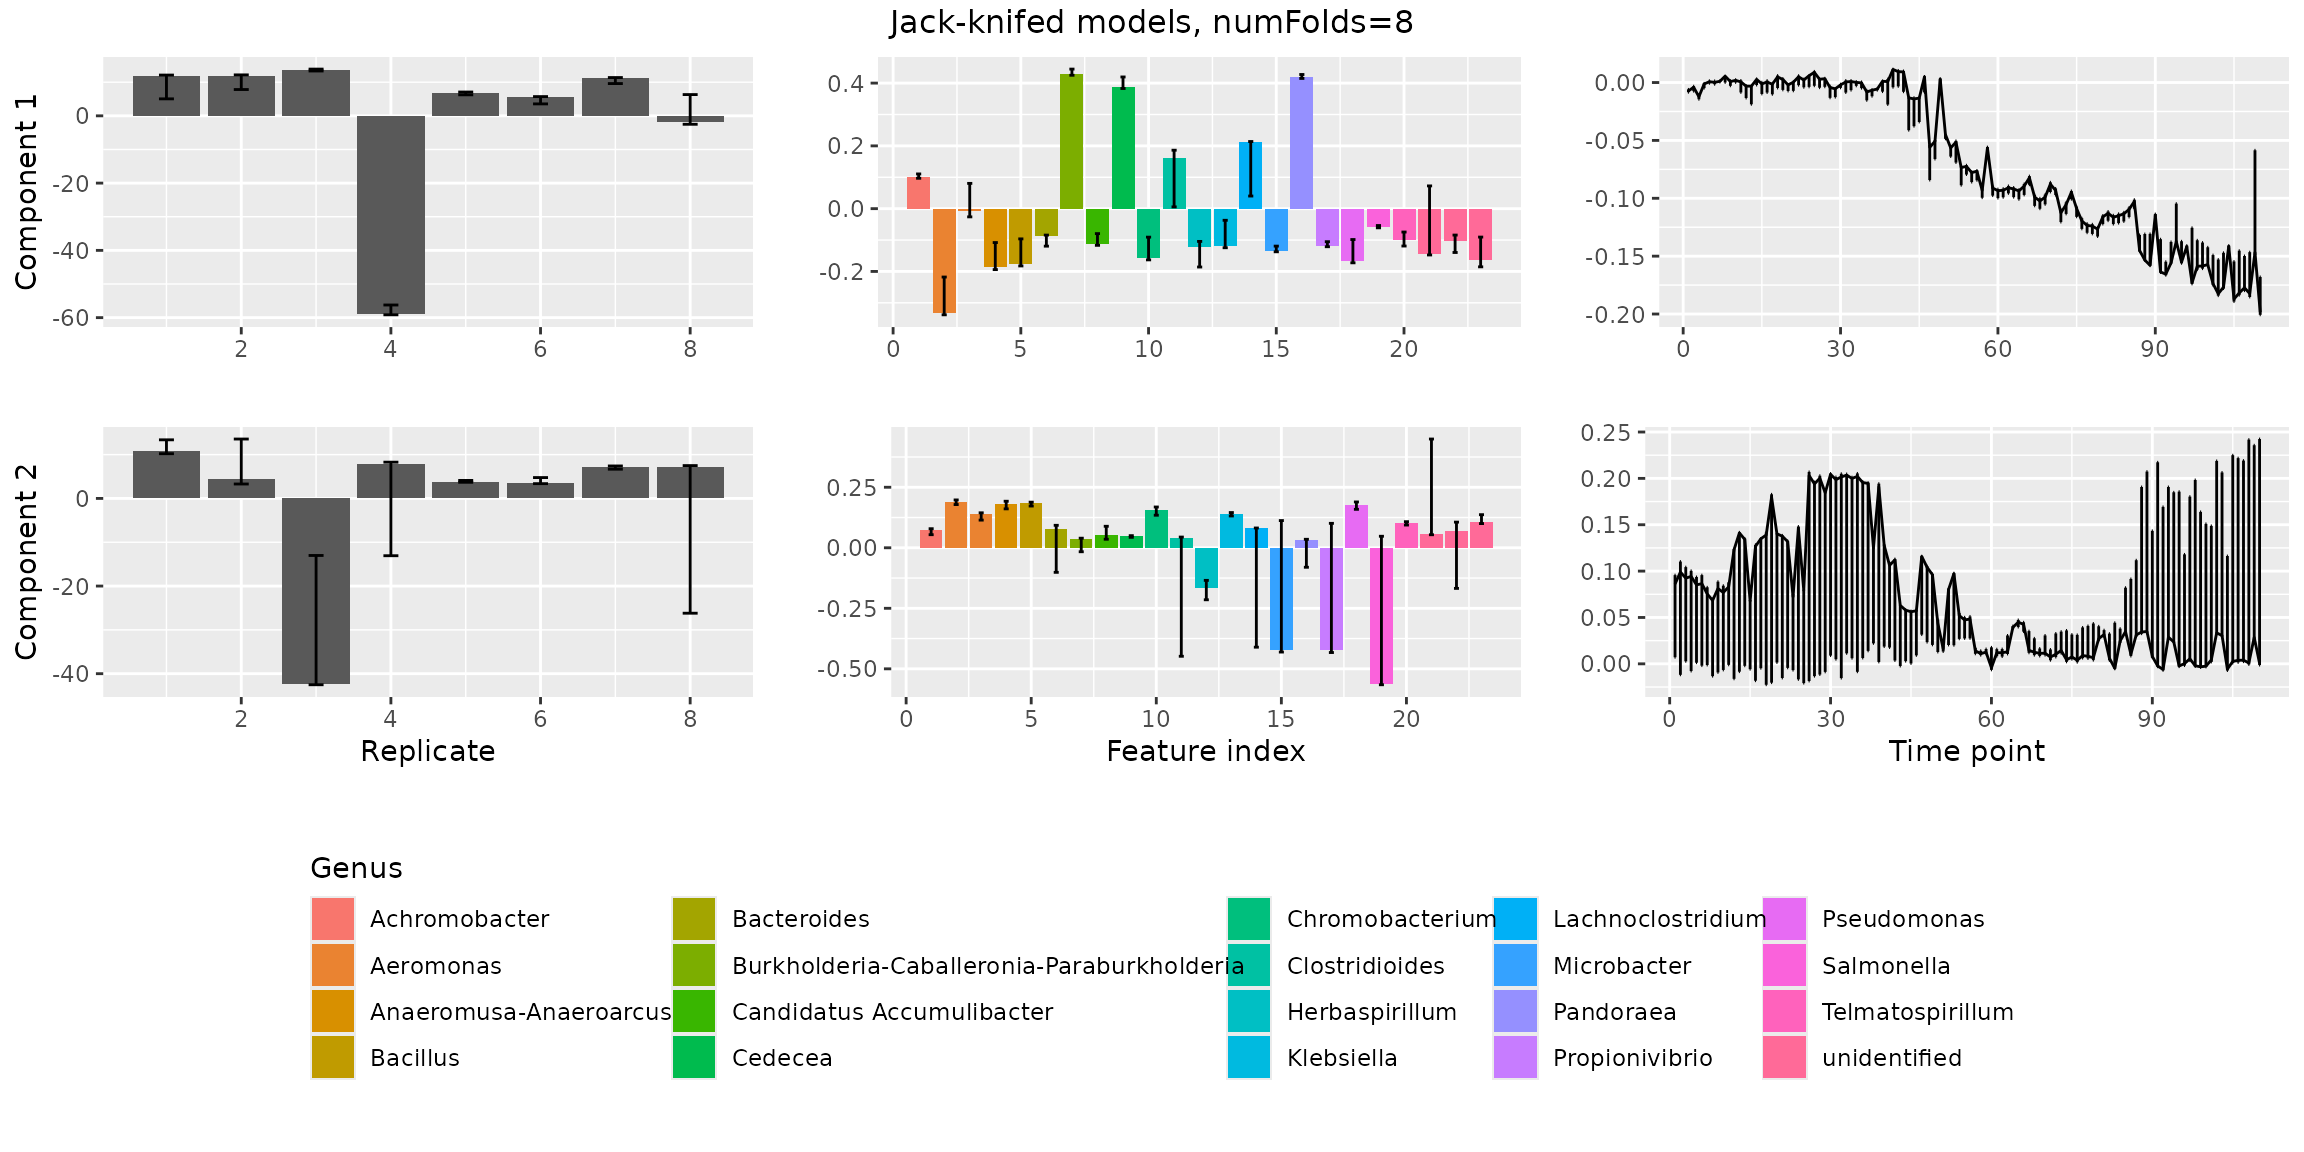 Jack-knifed models, numFolds=8
Component 1
0
-20
-40
-60
2 4 6 8
0.4
0.2
0.0
-0.2
0 5 10 15 20
0.00
-0.05
-0.10
-0.15
-0.20
0 30 60 90
Component 2
0
-20
-40
2 4 6 8
Replicate
0.25
0.00
-0.25
-0.50
0 5 10 15 20
Feature index
0.25
0.20
0.15
0.10
0.05
0.00
0 30 60 90
Time point
Genus
Achromobacter
Aeromonas
Anaeromusa-Anaeroarcus
Bacillus
Bacteroides
Burkholderia-Caballeronia-Paraburkholderia
Candidatus Accumulibacter
Cedecea
Chromobacterium
Clostridioides
Herbaspirillum
Klebsiella
Lachnoclostridium
Microbacter
Pandoraea
Propionivibrio
Pseudomonas
Salmonella
Telmatospirillum
unidentified